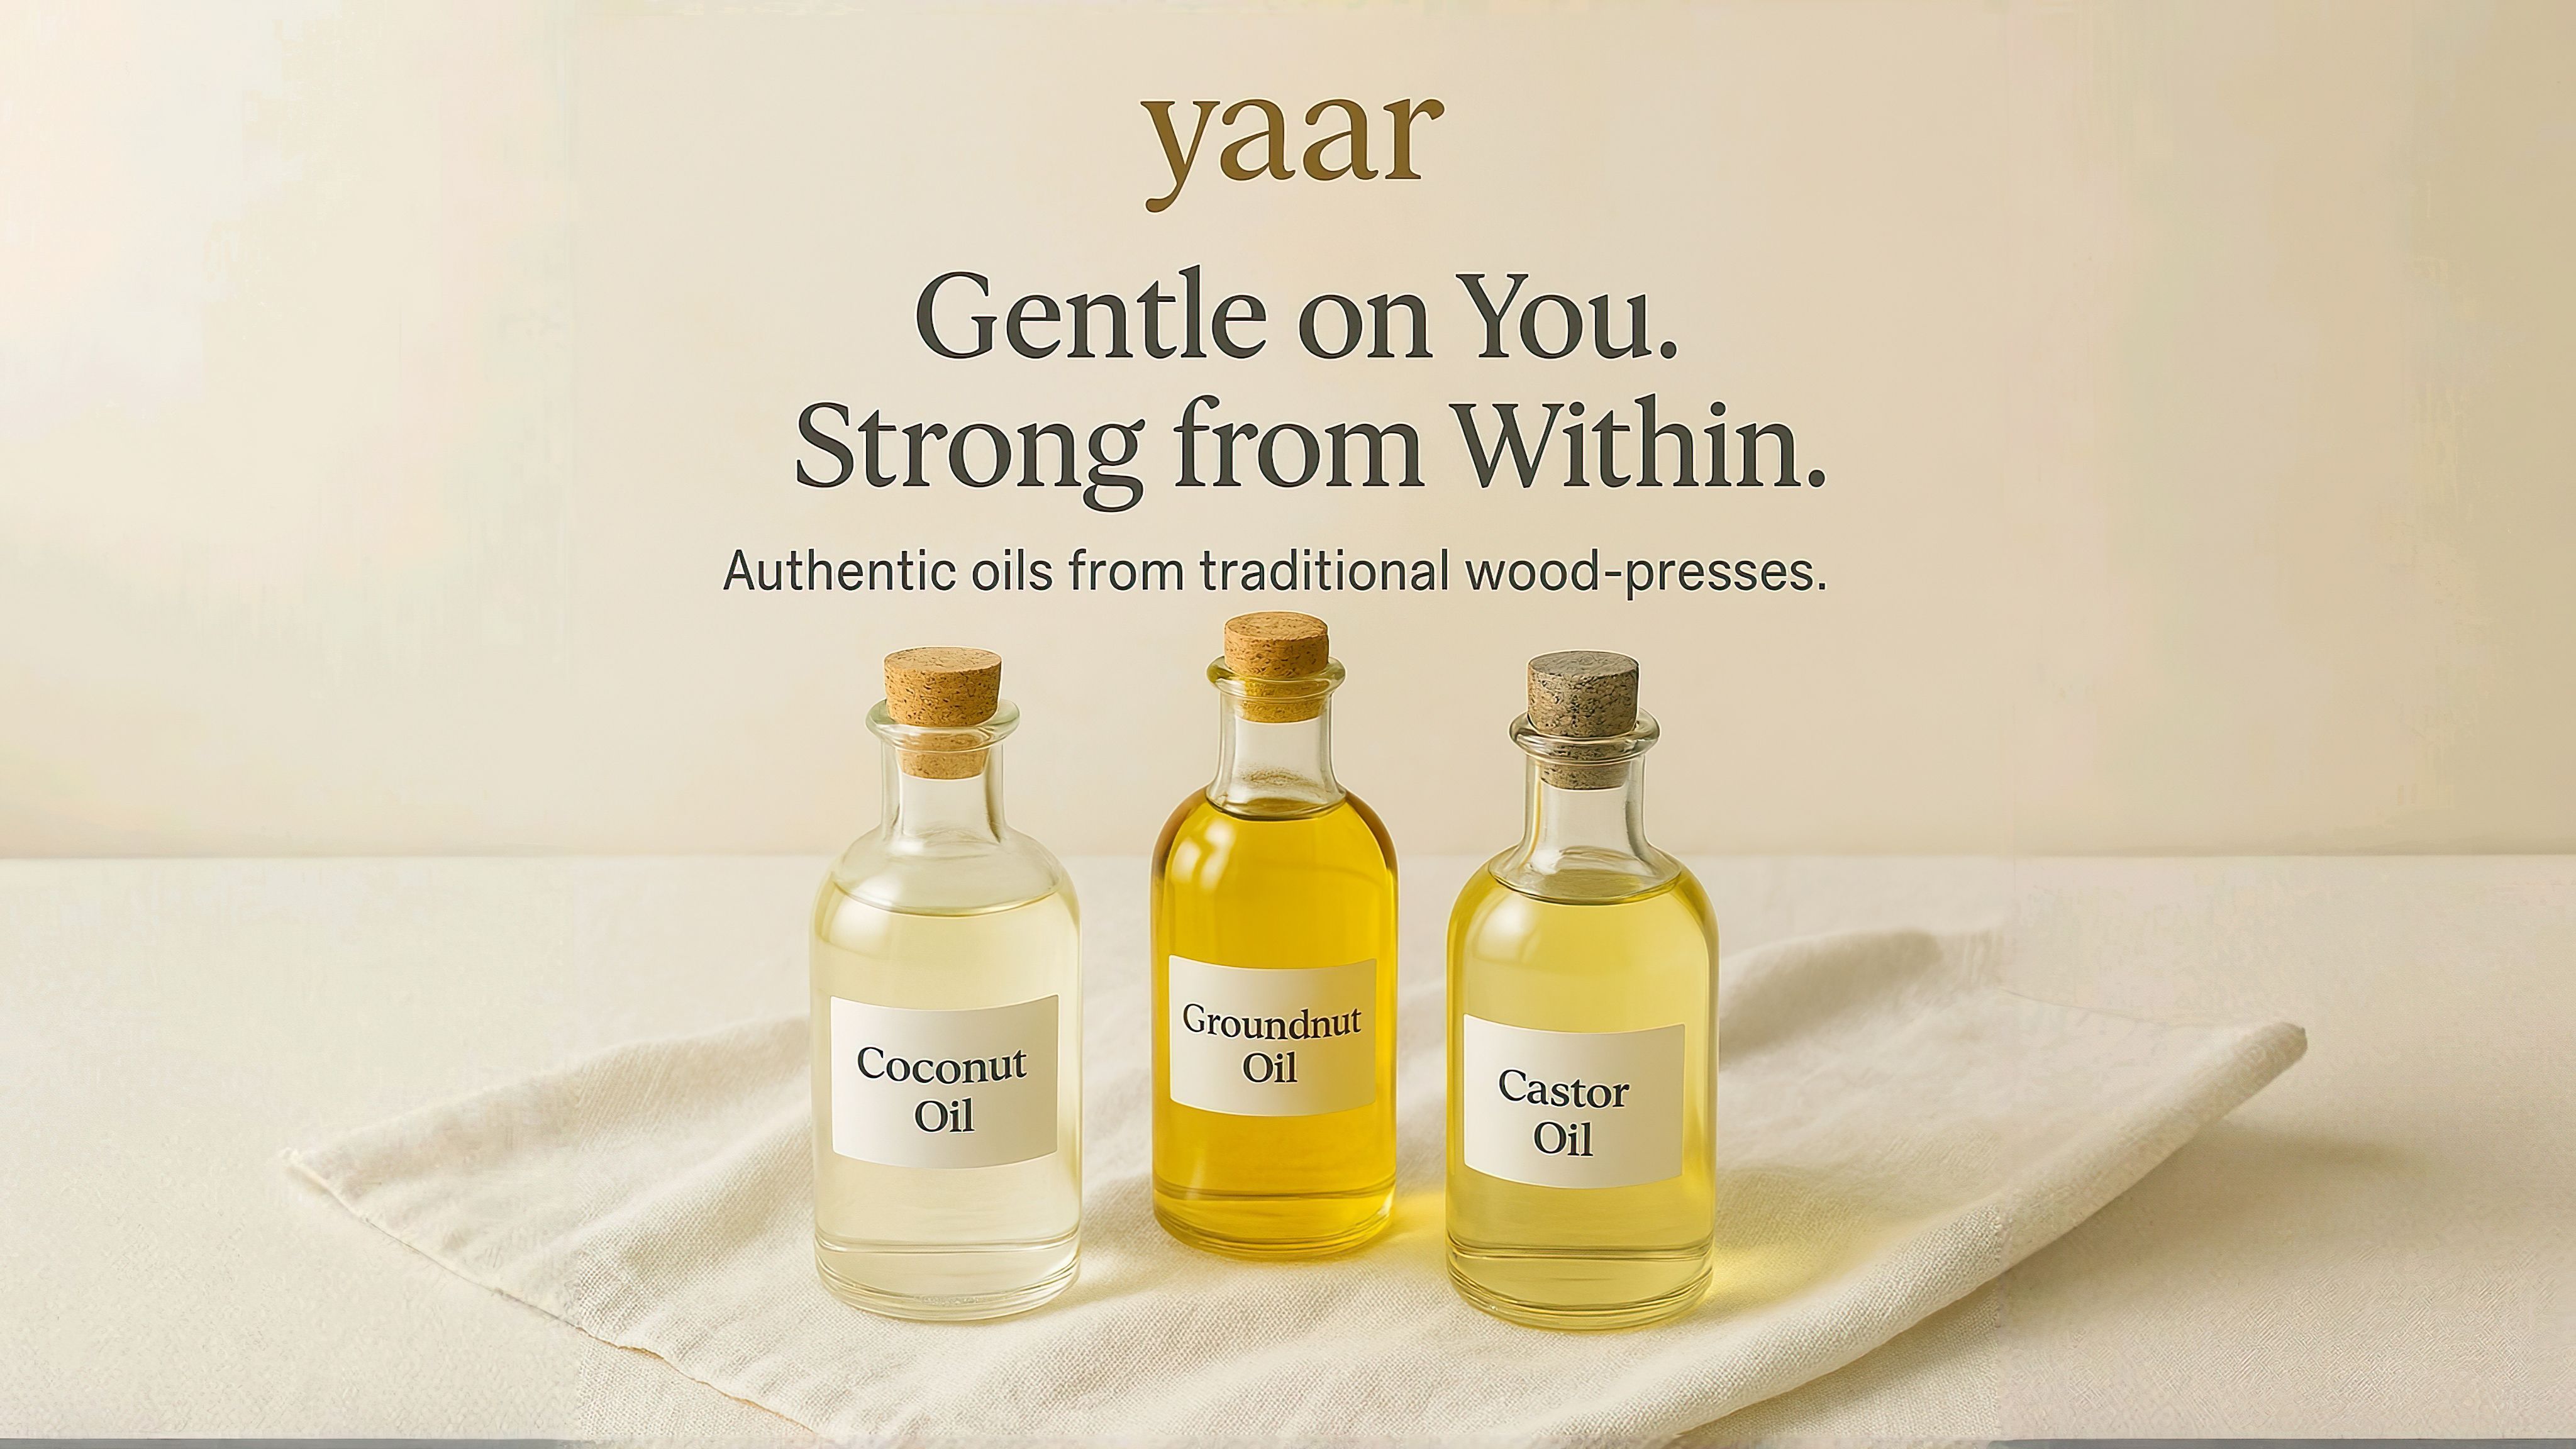 yaar
Gentle on You.
Strong from Within.
Authentic oils from traditional wood-presses.
Coconut
Oil
Groundnut
Oil
Castor
Oil